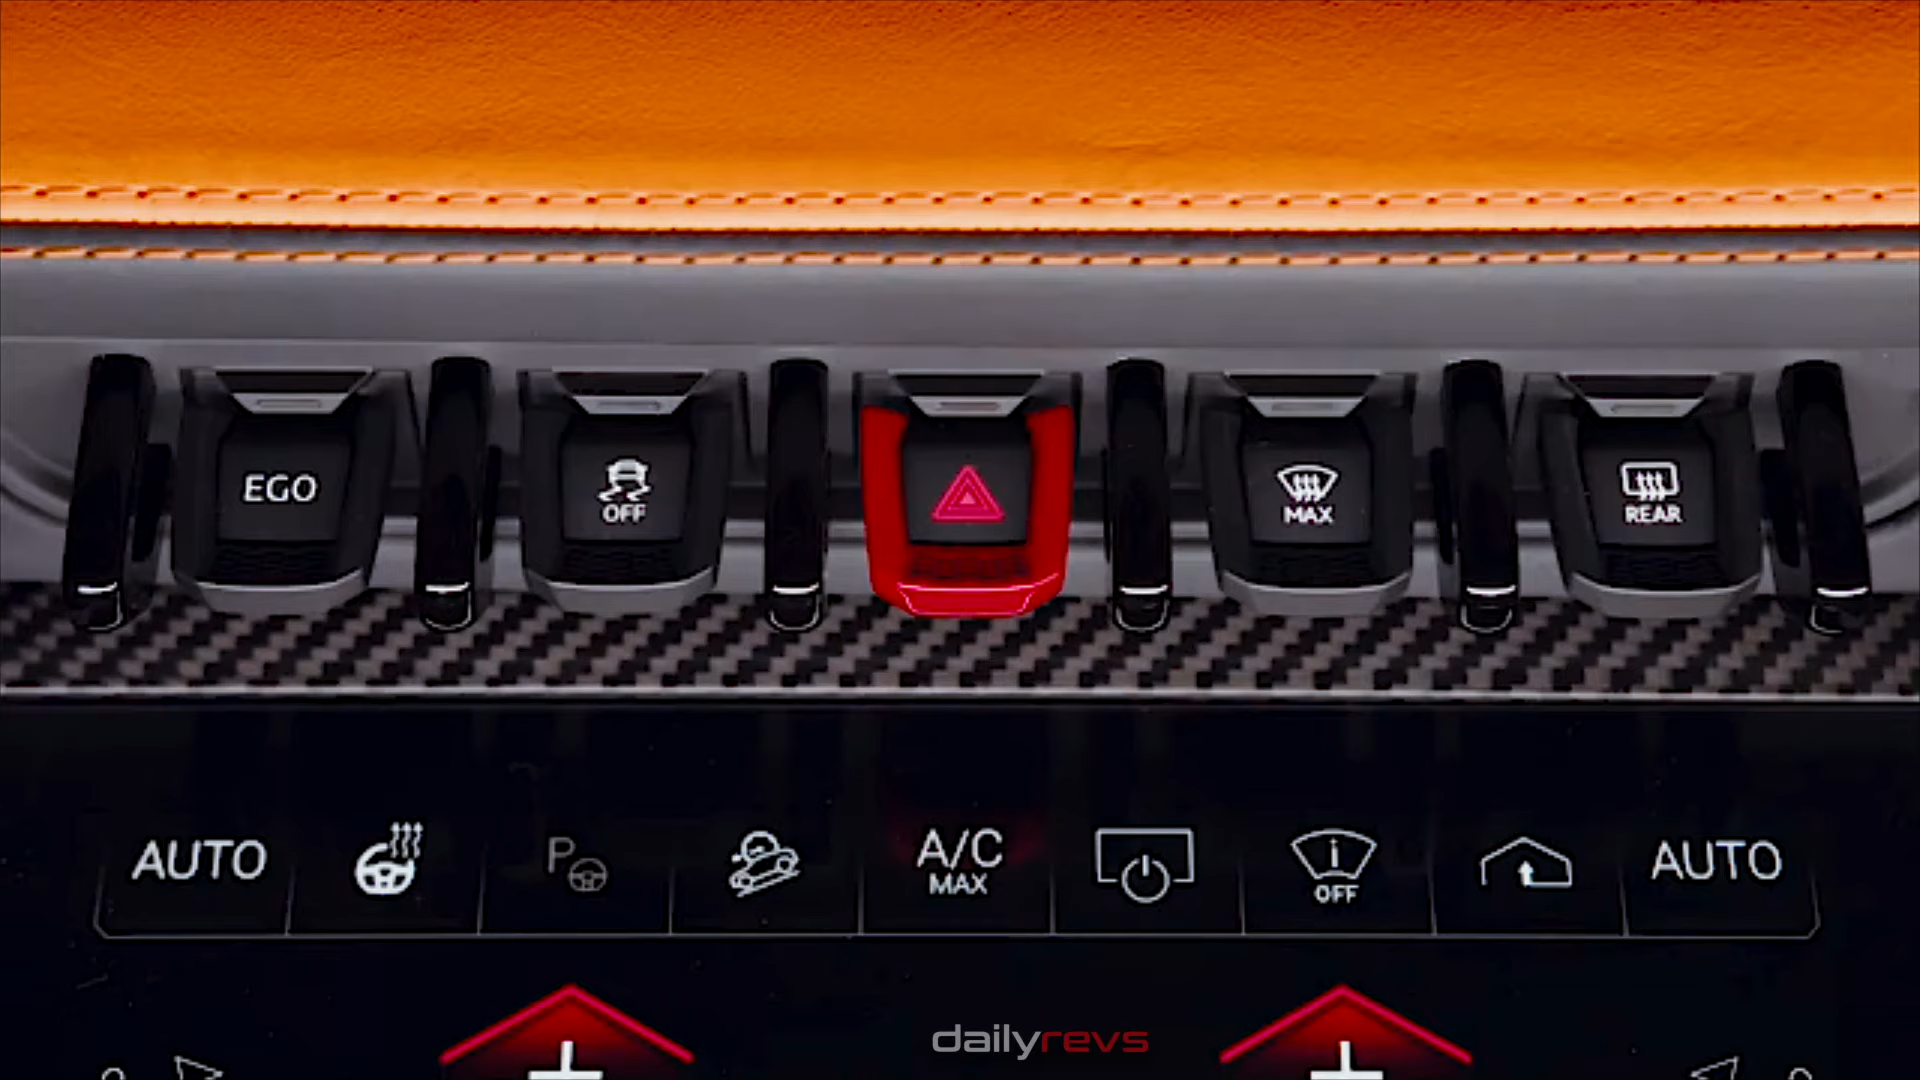 EGO
OFF
MAX
REAR
AUTO
P
A/C
MAX
i
OFF
AUTO
dailyrevs